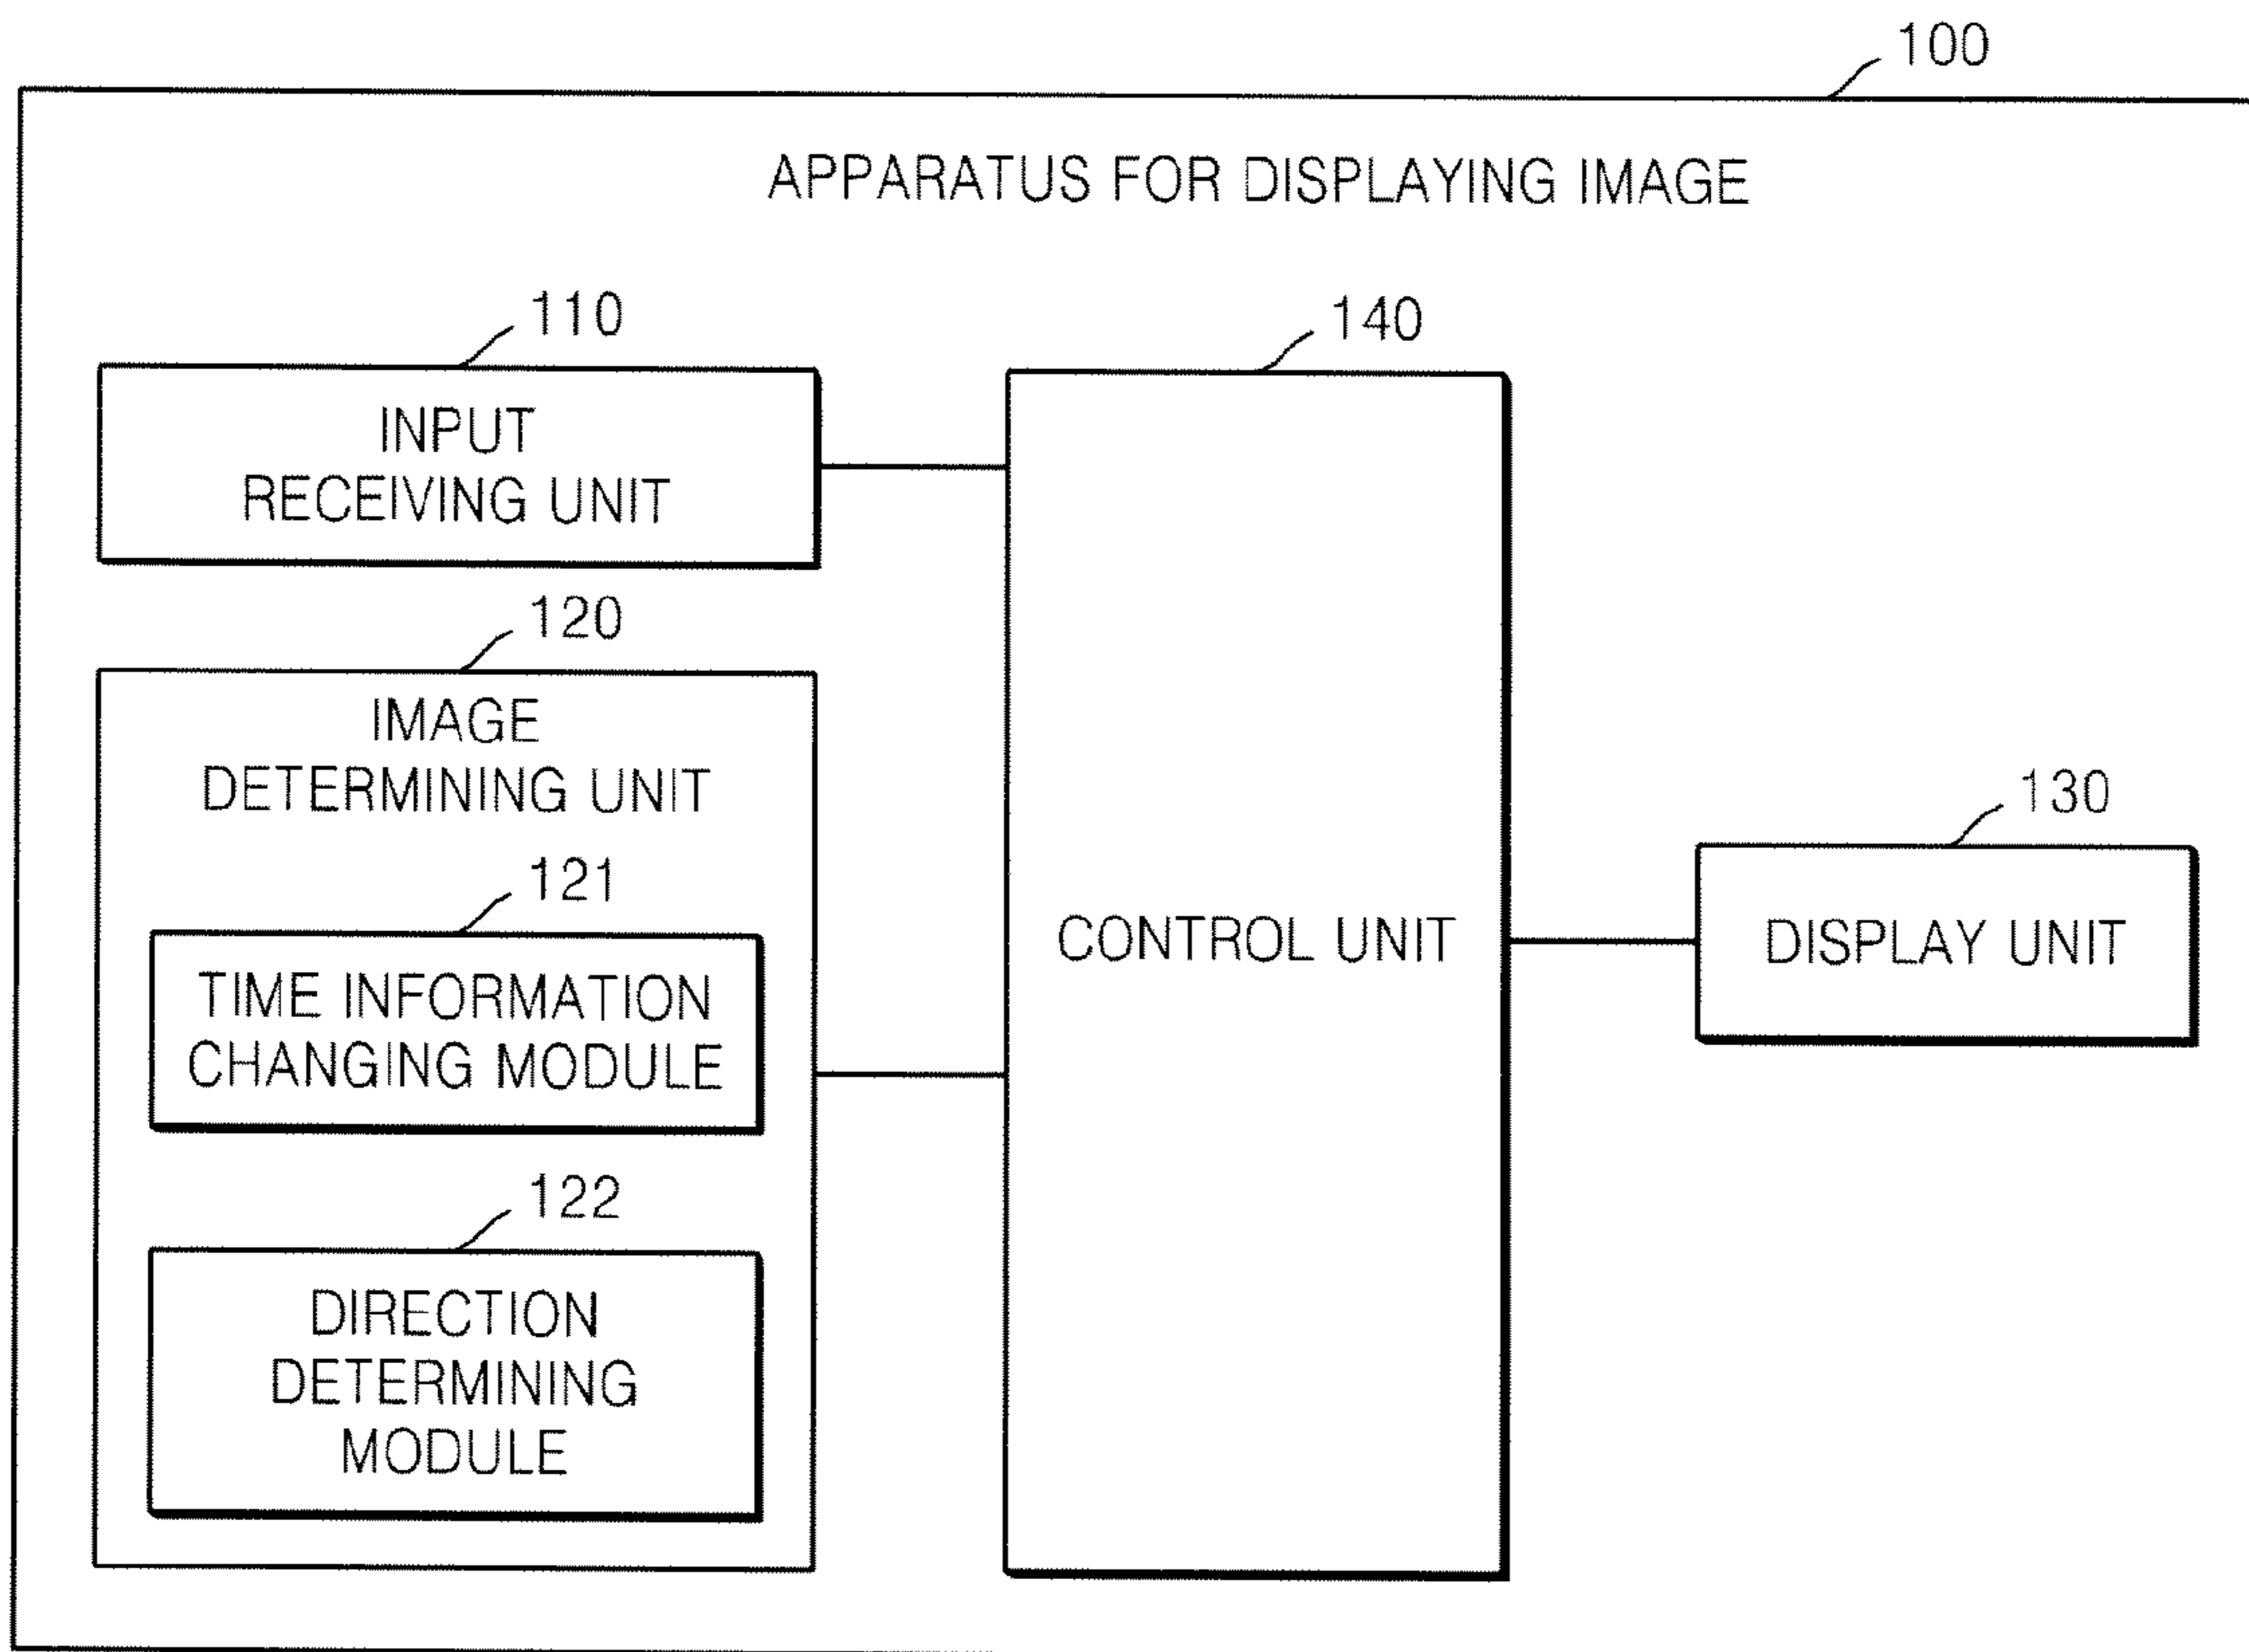 100
APPARATUS FOR DISPLAYING IMAGE
110
INPUT
RECEIVING UNIT
120
IMAGE
DETERMINING UNIT
121
TIME INFORMATION
CHANGING MODULE
122
DIRECTION
DETERMINING
MODULE
140
CONTROL UNIT
130
DISPLAY UNIT